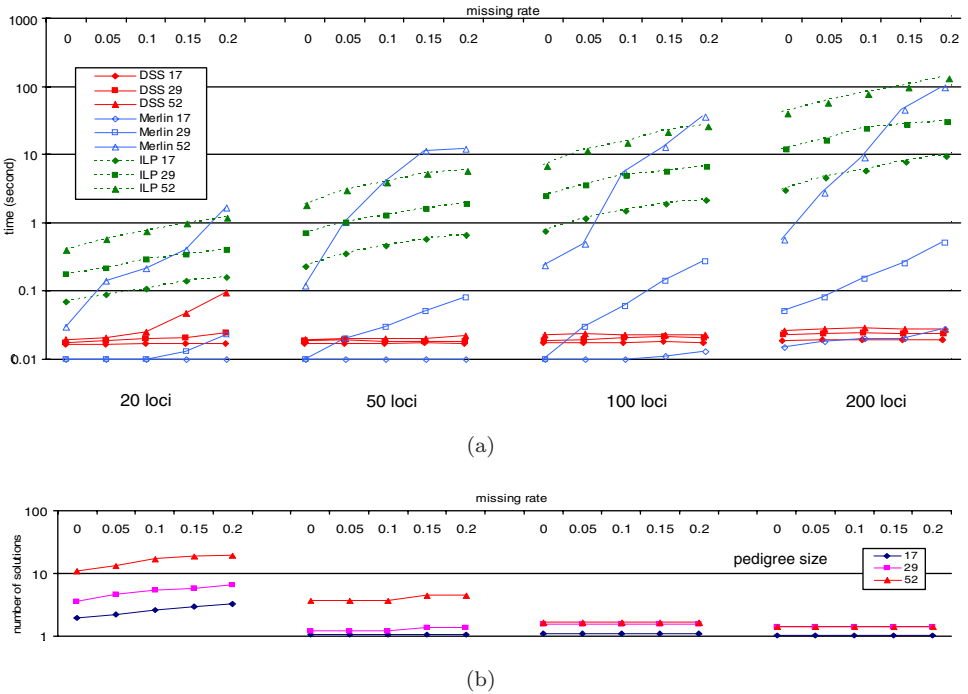 missing rate
1000
0 0.05 0.1 0.15 0.2 0 0.05 0.1 0.15 0.2 0 0.05 0.1 0.15 0.2 0 0.05 0.1 0.15 0.2
DSS 17
DSS 29
DSS 52
Merlin 17
Merlin 29
Merlin 52
ILP 17
ILP 29
ILP 52
100
10
1
0.1
0.01
time (second)
20 loci 50 loci 100 loci 200 loci
(a)
missing rate
100
0 0.05 0.1 0.15 0.2 0 0.05 0.1 0.15 0.2 0 0.05 0.1 0.15 0.2 0 0.05 0.1 0.15 0.2
pedigree size
17
29
52
10
1
number of solutions
(b)